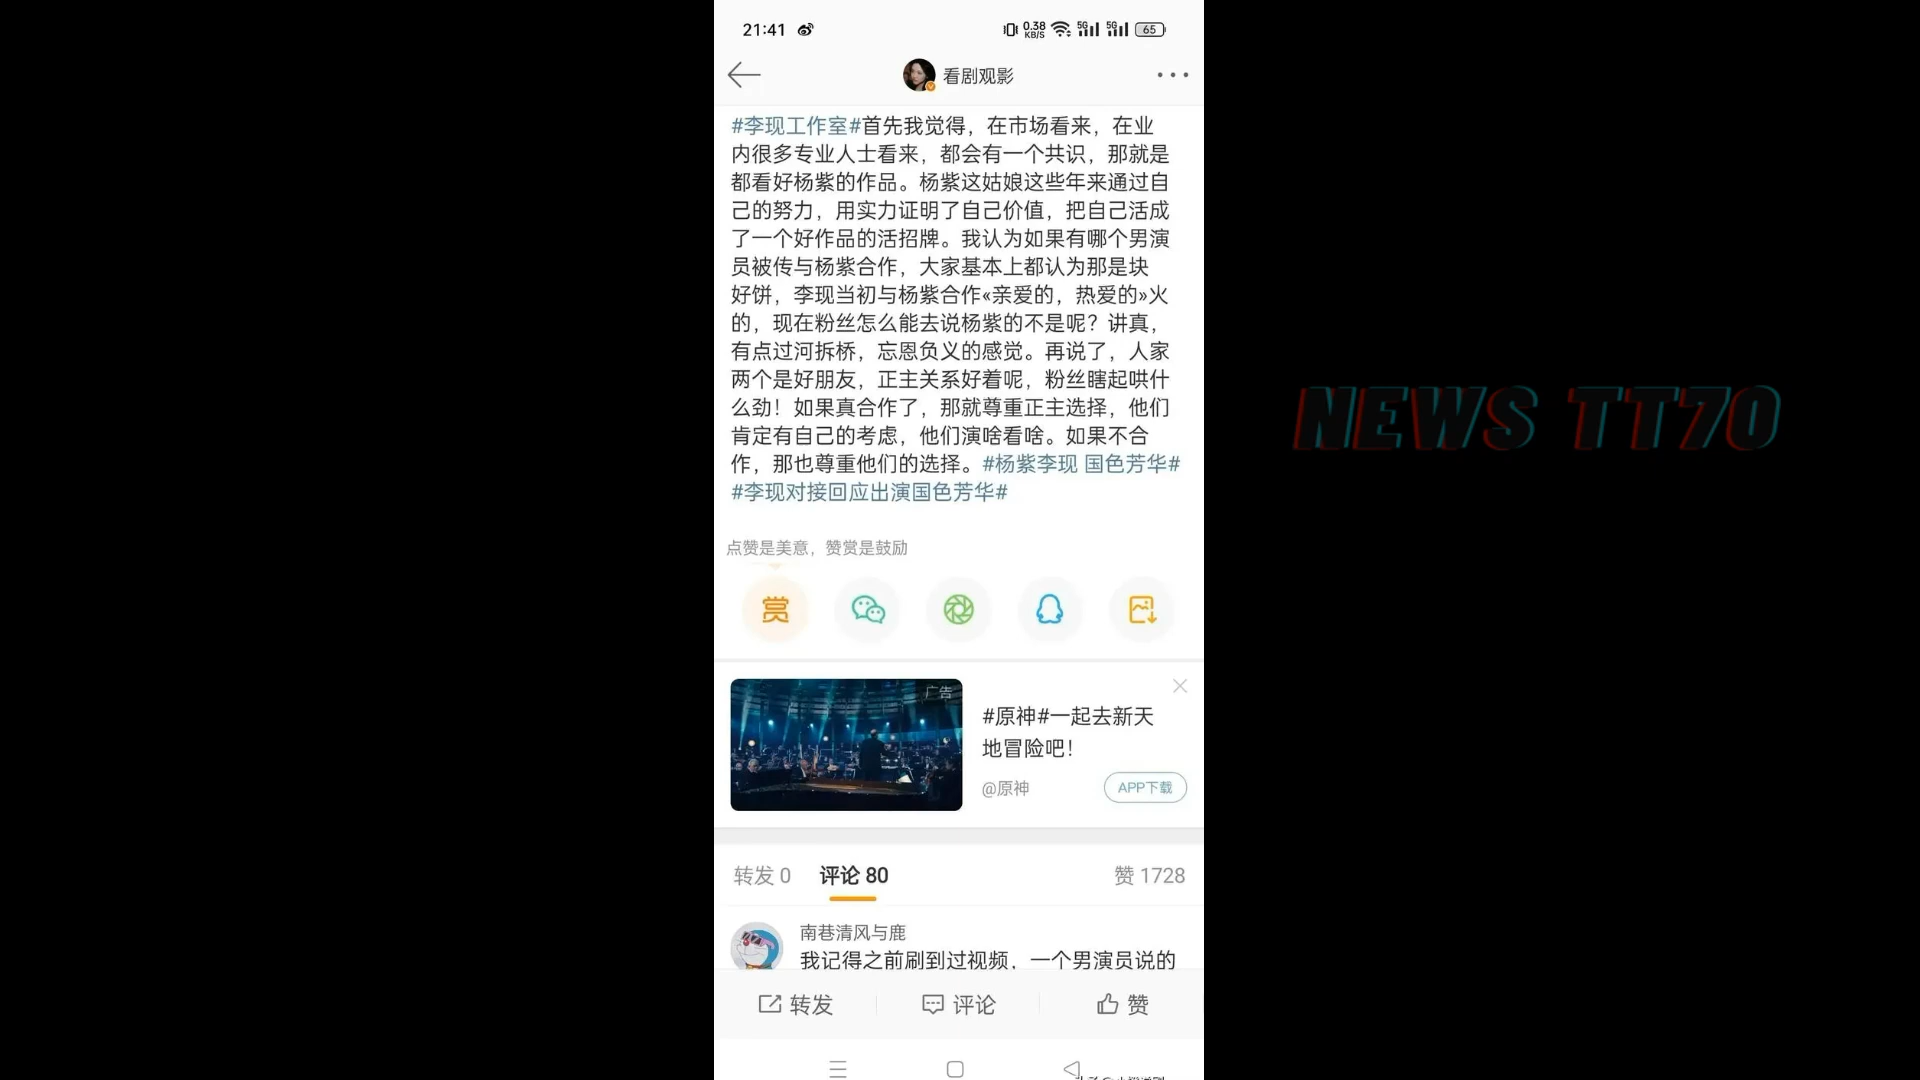 21:41
0.38
KB/S
5G
5G
65
看剧观影
#李现工作室#首先我觉得，在市场看来，在业
内很多专业人士看来，都会有一个共识，那就是
都看好杨紫的作品。杨紫这姑娘这些年来通过自
己的努力，用实力证明了自己价值，把自己活成
了一个好作品的活招牌。我认为如果有哪个男演
员被传与杨紫合作，大家基本上都认为那是块
好饼，李现当初与杨紫合作«亲爱的，热爱的»火
的，现在粉丝怎么能去说杨紫的不是呢？讲真，
有点过河拆桥，忘恩负义的感觉。再说了，人家
两个是好朋友，正主关系好着呢，粉丝瞎起哄什
么劲！如果真合作了，那就尊重正主选择，他们
肯定有自己的考虑，他们演啥看啥。如果不合
作，那也尊重他们的选择。#杨紫李现 国色芳华#
#李现对接回应出演国色芳华#
NEWS TT70
点赞是美意，赞赏是鼓励
赏
广告
#原神#一起去新天
地冒险吧！
@原神
APP下载
转发 0
评论 80
赞 1728
南巷清风与鹿
我记得之前刷到过视频，一个男演员说的
转发
评论
赞